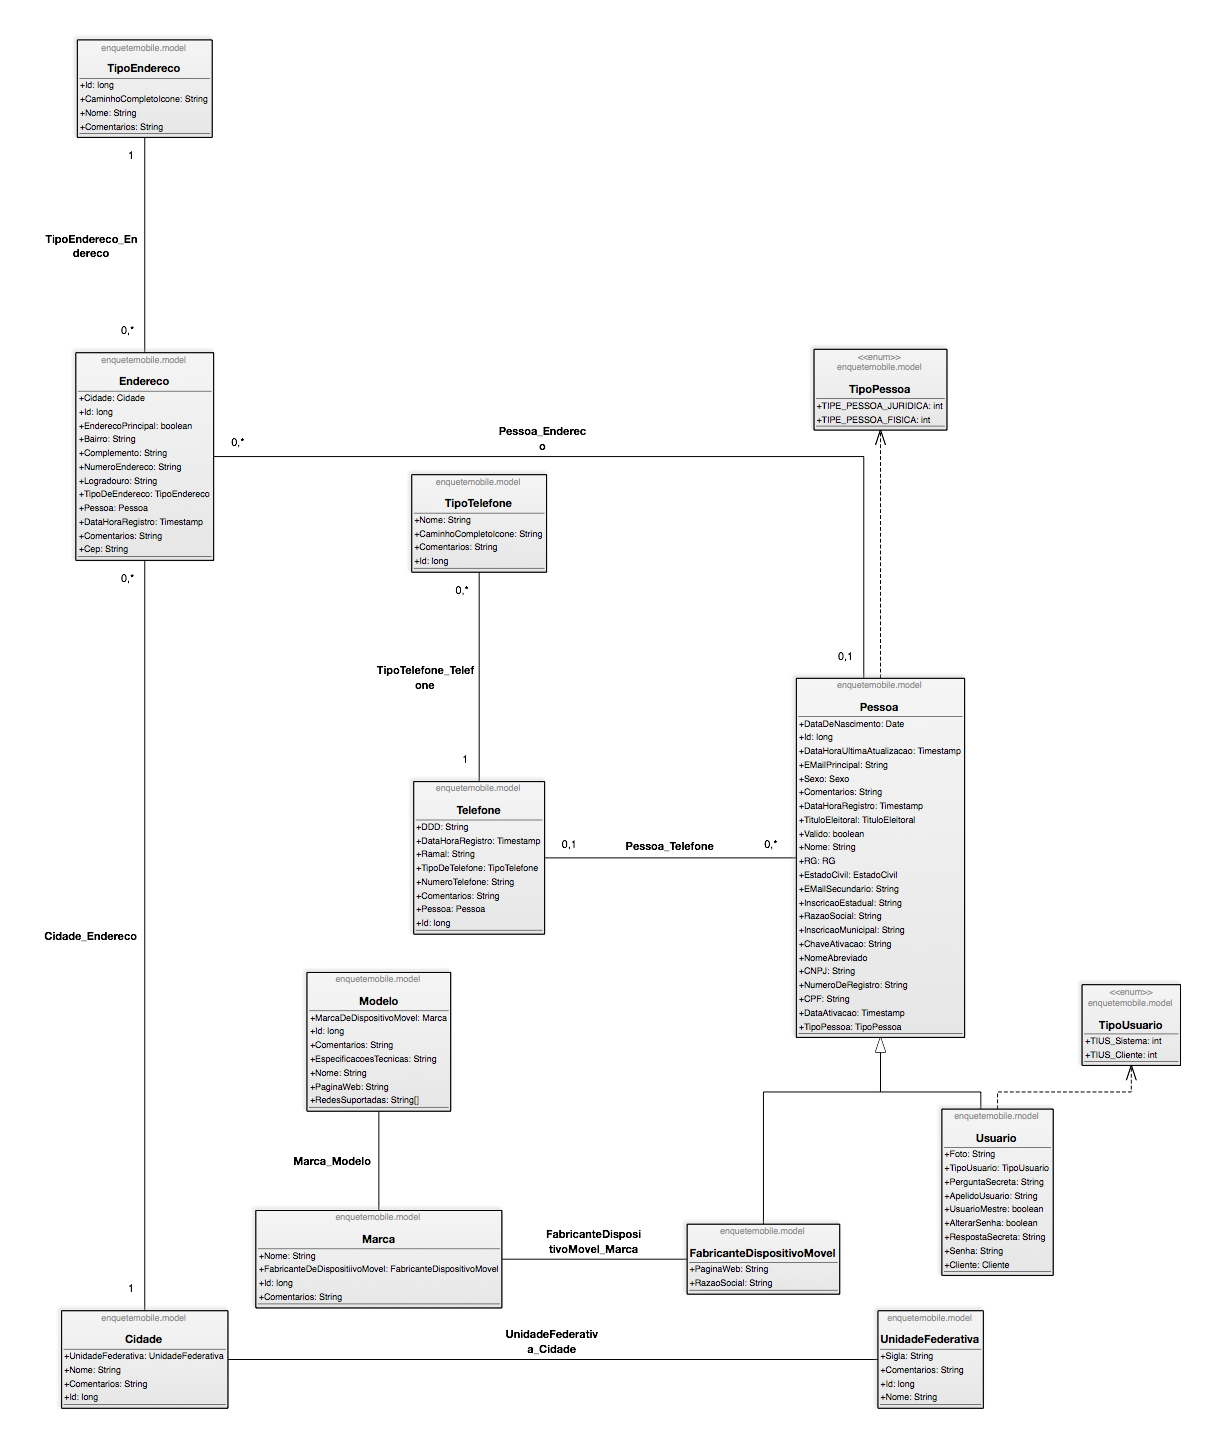 enquetemobile.model
TipoEndereco
+Id: long
+CaminhoCompletoIcone: String
+Nome: String
+Comentarios: String
1
TipoEndereco_En
dereco
0,*
enquetemobile.model
Endereco
+Cidade: Cidade
+Id: long
+EnderecoPrincipal: boolean
+Bairro: String
+Complemento: String
+NumeroEndereco: String
+Logradouro: String
+TipoDeEndereco: TipoEndereco
+Pessoa: Pessoa
+DataHoraRegistro: Timestamp
+Comentarios: String
+Cep: String
0,*
Pessoa_Enderec
o
0,1
<<enum>>
enquetemobile.model
TipoPessoa
+TIPE_PESSOA_JURIDICA: int
+TIPE_PESSOA_FISICA: int
enquetemobile.model
TipoTelefone
+Nome: String
+CaminhoCompletoIcone: String
+Comentarios: String
+Id: long
0,*
TipoTelefone_Telef
one
1
enquetemobile.model
Telefone
+DDD: String
+DataHoraRegistro: Timestamp
+Ramal: String
+TipoDeTelefone: TipoTelefone
+NumeroTelefone: String
+Comentarios: String
+Pessoa: Pessoa
+Id: long
0,1
Pessoa_Telefone
0,*
enquetemobile.model
Pessoa
+DataDeNascimento: Date
+Id: long
+DataHoraUltimaAtualizacao: Timestamp
+EMailPrincipal: String
+Sexo: Sexo
+Comentarios: String
+DataHoraRegistro: Timestamp
+TituloEleitoral: TituloEleitoral
+Valido: boolean
+Nome: String
+RG: RG
+EstadoCivil: EstadoCivil
+EMailSecundario: String
+InscricaoEstadual: String
+RazaoSocial: String
+InscricaoMunicipal: String
+ChaveAtivacao: String
+NomeAbreviado
+CNPJ: String
+NumeroDeRegistro: String
+CPF: String
+DataAtivacao: Timestamp
+TipoPessoa: TipoPessoa
0,*
Cidade_Endereco
1
enquetemobile.model
Modelo
+MarcaDeDispositivoMovel: Marca
+Id: long
+Comentarios: String
+EspecificacoesTecnicas: String
+Nome: String
+PaginaWeb: String
+RedesSuportadas: String[]
Marca_Modelo
<<enum>>
enquetemobile.model
TipoUsuario
+TIUS_Sistema: int
+TIUS_Cliente: int
enquetemobile.model
Usuario
+Foto: String
+TipoUsuario: TipoUsuario
+PerguntaSecreta: String
+ApelidoUsuario: String
+UsuarioMestre: boolean
+AlterarSenha: boolean
+RespostaSecreta: String
+Senha: String
+Cliente: Cliente
enquetemobile.model
Marca
+Nome: String
+FabricanteDeDispositiivoMovel: FabricanteDispositivoMovel
+Id: long
+Comentarios: String
FabricanteDisposi
tivoMovel_Marca
enquetemobile.model
FabricanteDispositivoMovel
+PaginaWeb: String
+RazaoSocial: String
enquetemobile.model
Cidade
+UnidadeFederativa: UnidadeFederativa
+Nome: String
+Comentarios: String
+Id: long
UnidadeFederativ
a_Cidade
enquetemobile.model
UnidadeFederativa
+Sigla: String
+Comentarios: String
+Id: long
+Nome: String